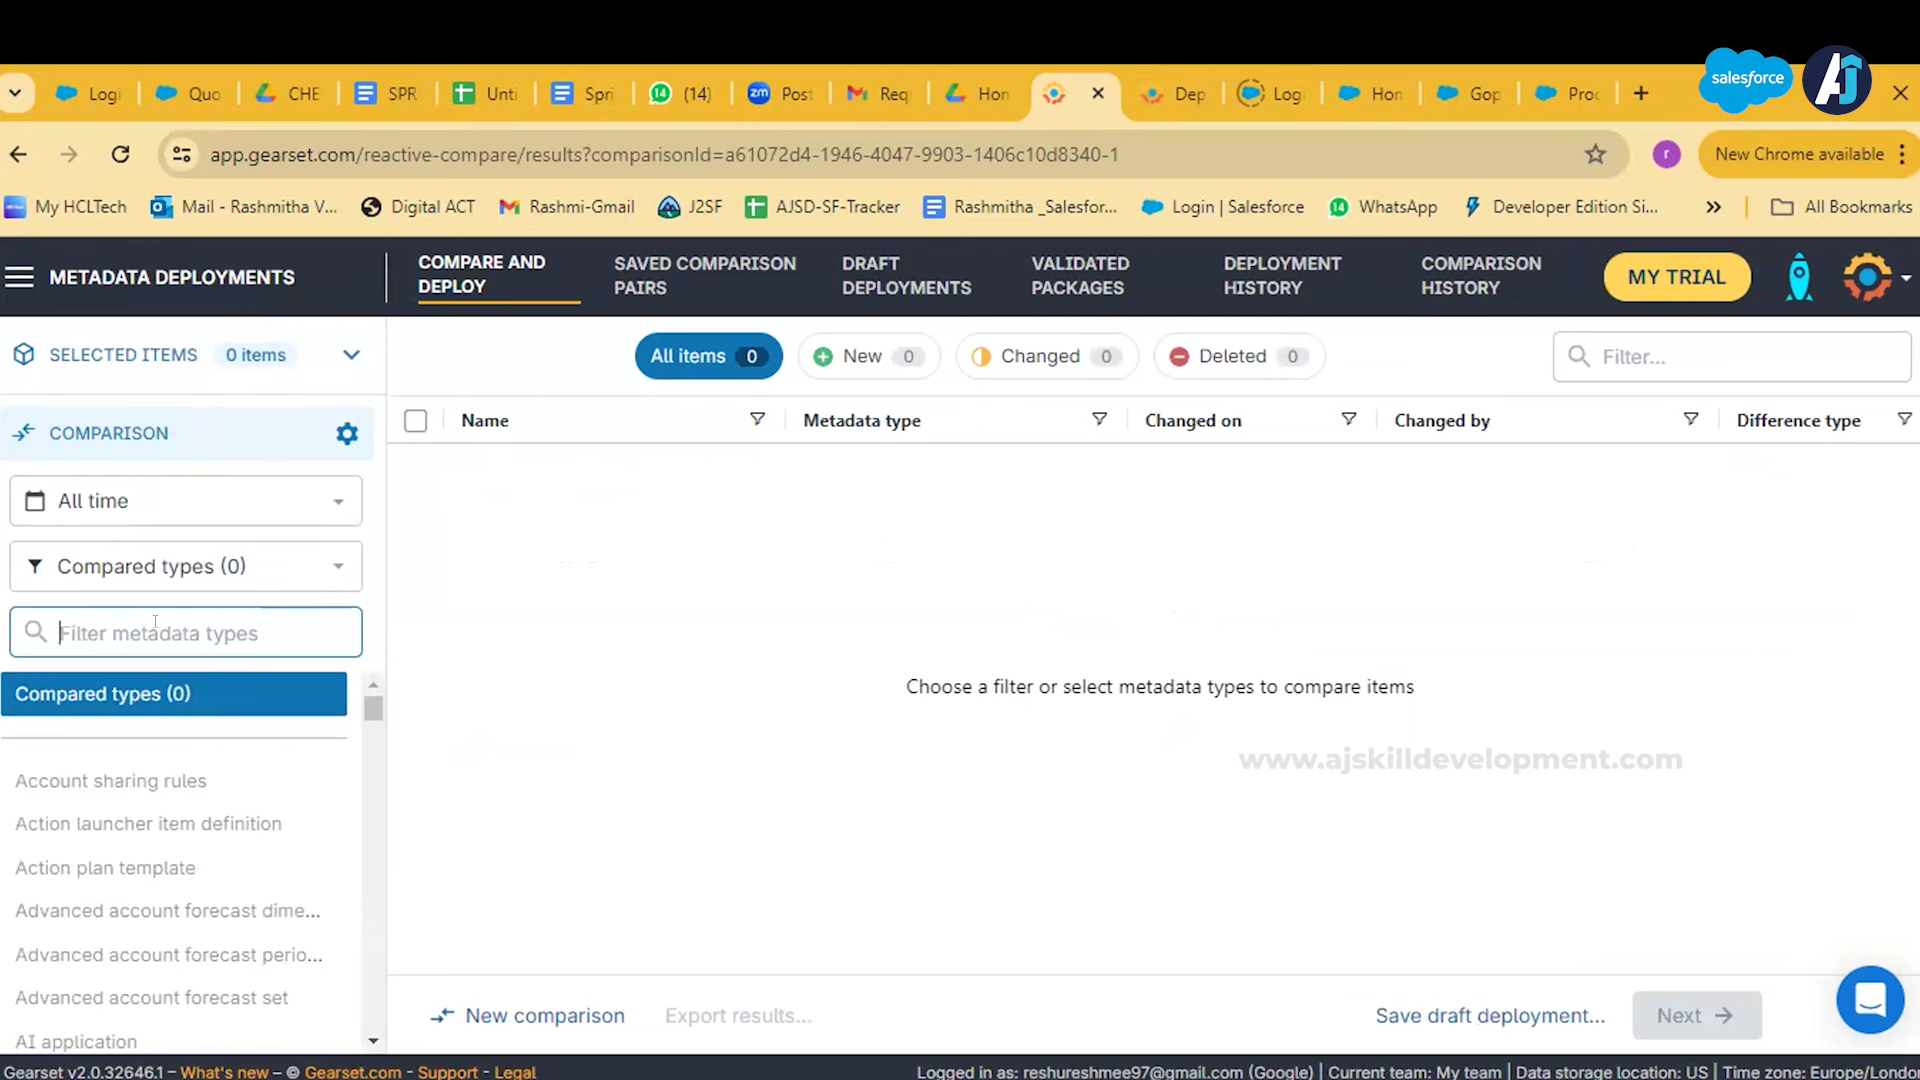 salesforce
AJ
Logi
Quo
CHE
SPR
Unti
Spri
(14)
zm
Post
Req
Hon
Dep
Log
Hon
Gop
Proc
app.gearset.com/reactive-compare/results?comparisonId=a61072d4-1946-4047-9903-1406c10d8340-1
r
New Chrome available
My HCLTech
Mail - Rashmitha V...
Digital ACT
Rashmi-Gmail
J2SF
AJSD-SF-Tracker
Rashmitha _Salesfor...
Login | Salesforce
14
WhatsApp
Developer Edition Si...
All Bookmarks
METADATA DEPLOYMENTS
COMPARE AND
DEPLOY
SAVED COMPARISON
PAIRS
DRAFT
DEPLOYMENTS
VALIDATED
PACKAGES
DEPLOYMENT
HISTORY
COMPARISON
HISTORY
MY TRIAL
SELECTED ITEMS 0 items
All items 0
New 0
Changed 0
Deleted 0
Filter...
COMPARISON
Name
Metadata type
Changed on
Changed by
Difference type
All time
Compared types (0)
Filter metadata types
Compared types (0)
Choose a filter or select metadata types to compare items
www.ajskilldevelopment.com
Account sharing rules
Action launcher item definition
Action plan template
Advanced account forecast dime...
Advanced account forecast perio...
Advanced account forecast set
AI application
New comparison
Export results...
Save draft deployment...
Next
Gearset v2.0.32646.1 – What's new – © Gearset.com - Support - Legal
Logged in as: reshureshmee97@gmail.com (Google) | Current team: My team | Data storage location: US | Time zone: Europe/London